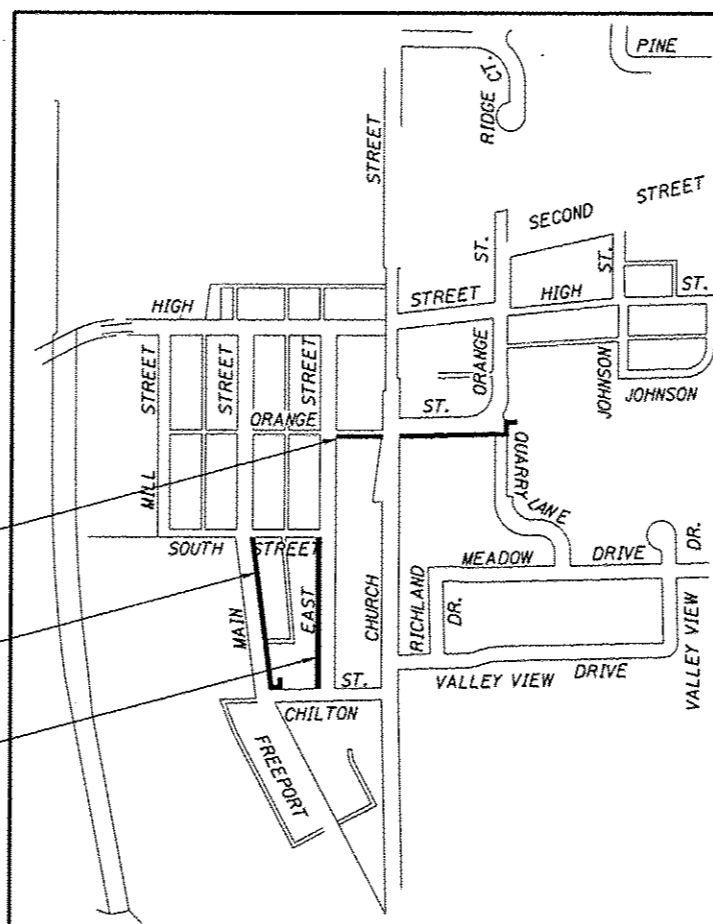 PINE
RIDGE CT.
STREET
SECOND STREET
ST.
ST.
HIGH
STREET
HIGH
ST.
STREET
STREET
STREET
ORANGE
JOHNSON
JOHNSON
ORANGE
ST.
MILL
QUARRY
LANE
SOUTH STREET
MEADOW DRIVE
DR.
MAIN
EAST
CHURCH
RICHLAND
DR.
VALLEY VIEW
ST.
VALLEY VIEW DRIVE
CHILTON
FREEPORT